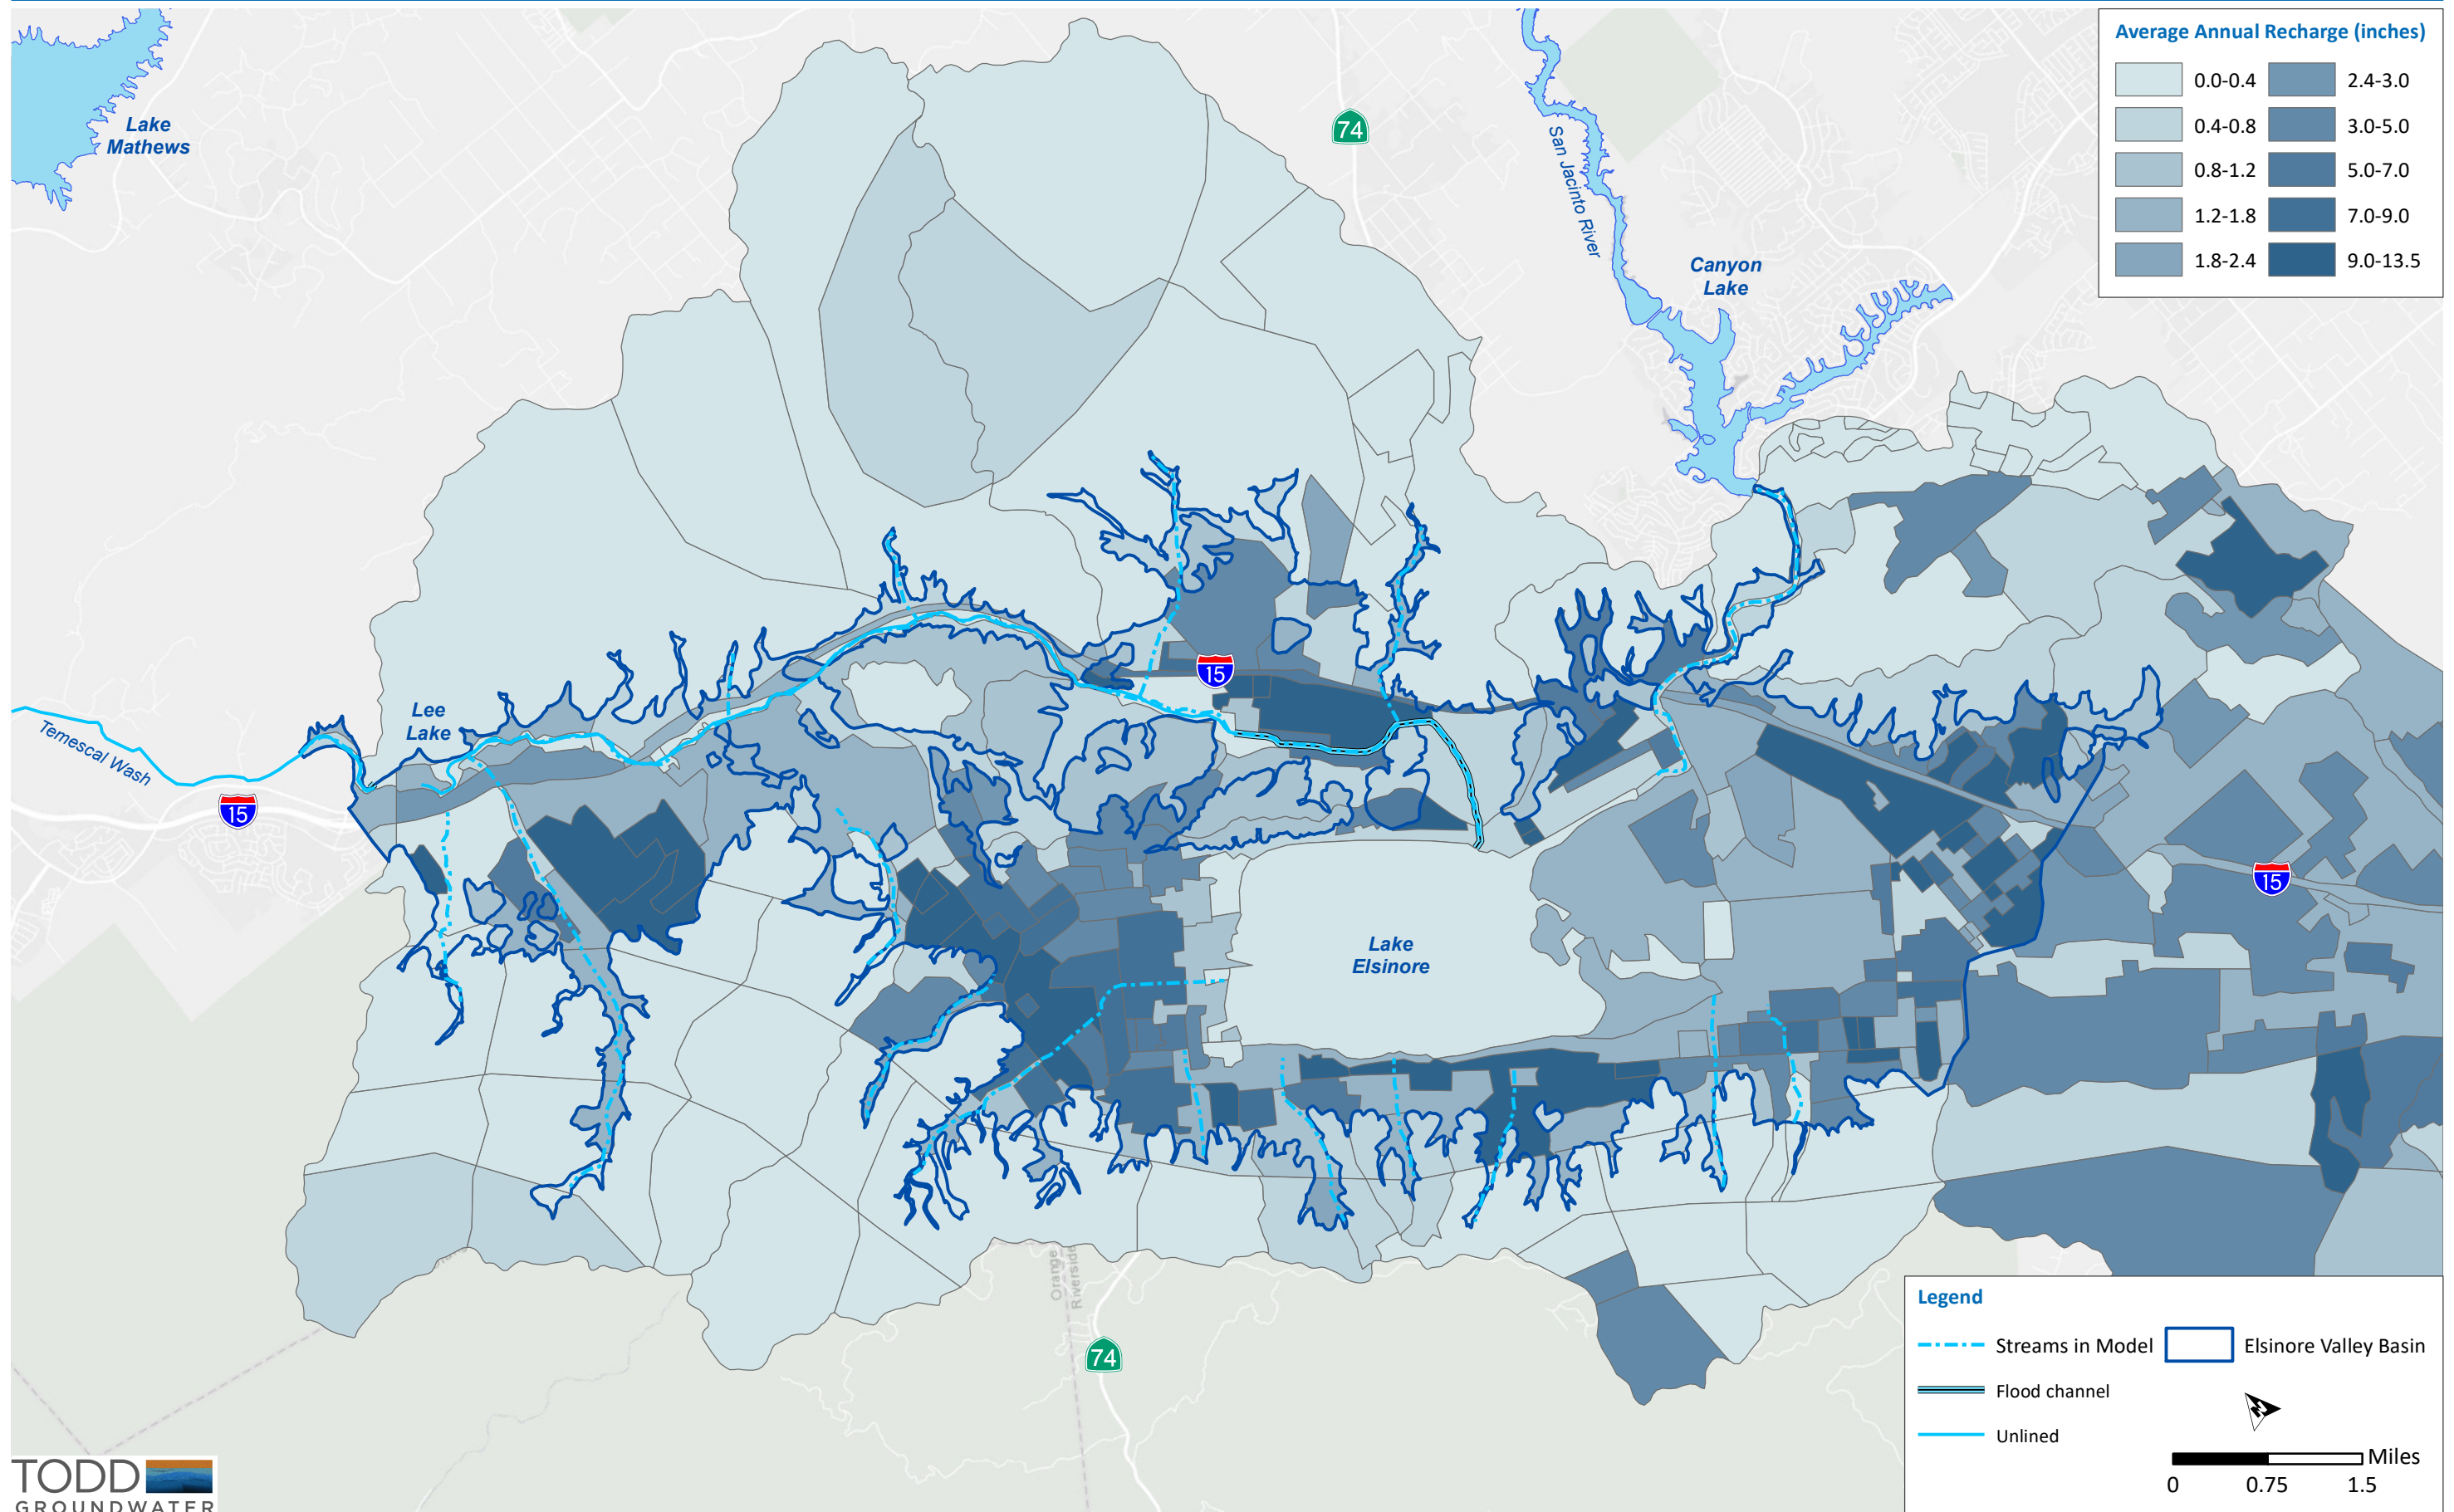 Average Annual Recharge (inches)
0.0-0.4
2.4-3.0
0.4-0.8
3.0-5.0
0.8-1.2
5.0-7.0
1.2-1.8
7.0-9.0
1.8-2.4
9.0-13.5
Lake
Mathews
74
San Jacinto River
Canyon
Lake
15
Lee
Lake
Temescal Wash
15
15
Lake
Elsinore
Orange
Riverside
74
Legend
Streams in Model
Elsinore Valley Basin
Flood channel
Unlined
N
Miles
0
0.75
1.5
TODD
GROUNDWATER